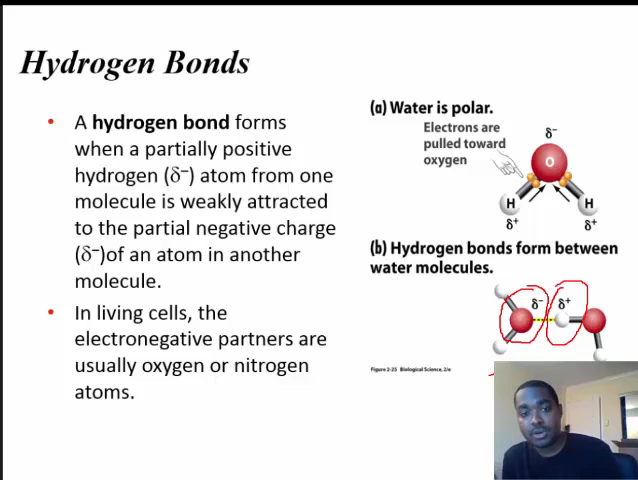 Hydrogen Bonds
• A hydrogen bond forms
when a partially positive
hydrogen (δ⁻) atom from one
molecule is weakly attracted
to the partial negative charge
(δ⁻)of an atom in another
molecule.
• In living cells, the
electronegative partners are
usually oxygen or nitrogen
atoms.
(a) Water is polar.
Electrons are
pulled toward
oxygen
δ⁻
O
H H
δ⁺ δ⁺
(b) Hydrogen bonds form between
water molecules.
δ⁻ δ⁺
Figure 2-25 Biological Science, 2/e